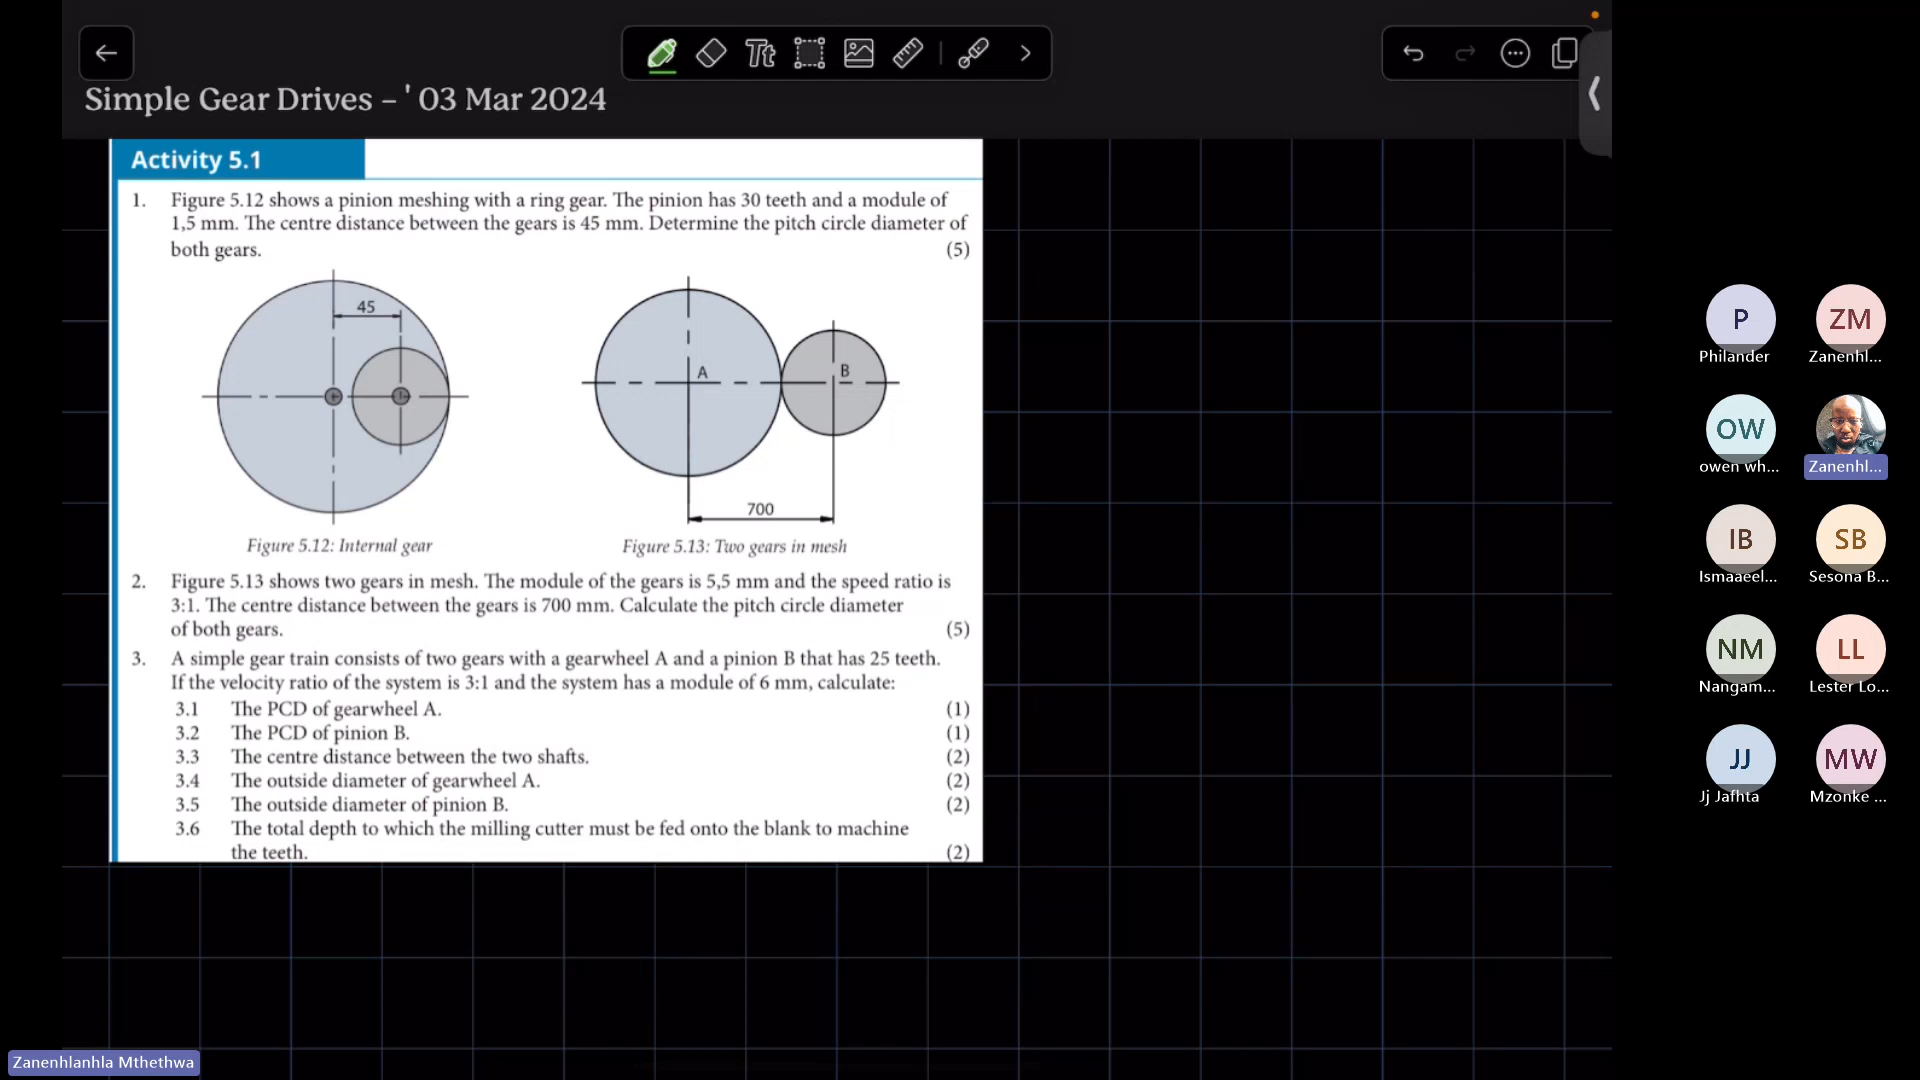 Tt
Simple Gear Drives – ' 03 Mar 2024
Activity 5.1
1. Figure 5.12 shows a pinion meshing with a ring gear. The pinion has 30 teeth and a module of
1,5 mm. The centre distance between the gears is 45 mm. Determine the pitch circle diameter of
both gears. (5)
45
A
B
700
Figure 5.12: Internal gear
Figure 5.13: Two gears in mesh
2. Figure 5.13 shows two gears in mesh. The module of the gears is 5,5 mm and the speed ratio is
3:1. The centre distance between the gears is 700 mm. Calculate the pitch circle diameter
of both gears. (5)
3. A simple gear train consists of two gears with a gearwheel A and a pinion B that has 25 teeth.
If the velocity ratio of the system is 3:1 and the system has a module of 6 mm, calculate:
3.1 The PCD of gearwheel A. (1)
3.2 The PCD of pinion B. (1)
3.3 The centre distance between the two shafts. (2)
3.4 The outside diameter of gearwheel A. (2)
3.5 The outside diameter of pinion B. (2)
3.6 The total depth to which the milling cutter must be fed onto the blank to machine
the teeth. (2)
P
Philander
ZM
Zanenhl...
OW
owen wh...
Zanenhl...
IB
Ismaaeel...
SB
Sesona B...
NM
Nangam...
LL
Lester Lo...
JJ
Jj Jafhta
MW
Mzonke ...
Zanenhlanhla Mthethwa